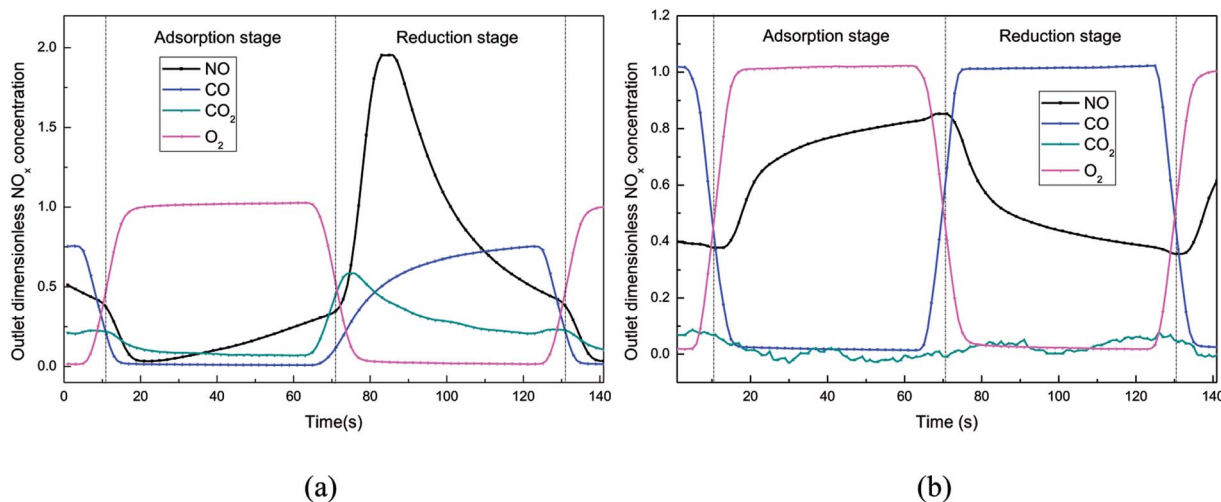 Adsorption stage Reduction stage
NO
CO
CO2
O2
Outlet dimensionless NOx concentration
2.0
1.5
1.0
0.5
0.0
0 20 40 60 80 100 120 140
Time(s)
(a)
Adsorption stage Reduction stage
NO
CO
CO2
O2
Outlet dimensionless NOx concentration
1.2
1.0
0.8
0.6
0.4
0.2
0.0
20 40 60 80 100 120 140
Time (s)
(b)